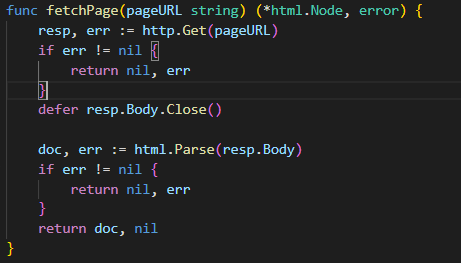 func fetchPage(pageURL string) (*html.Node, error) {
    resp, err := http.Get(pageURL)
    if err != nil {
        return nil, err
    }
    defer resp.Body.Close()

    doc, err := html.Parse(resp.Body)
    if err != nil {
        return nil, err
    }
    return doc, nil
}